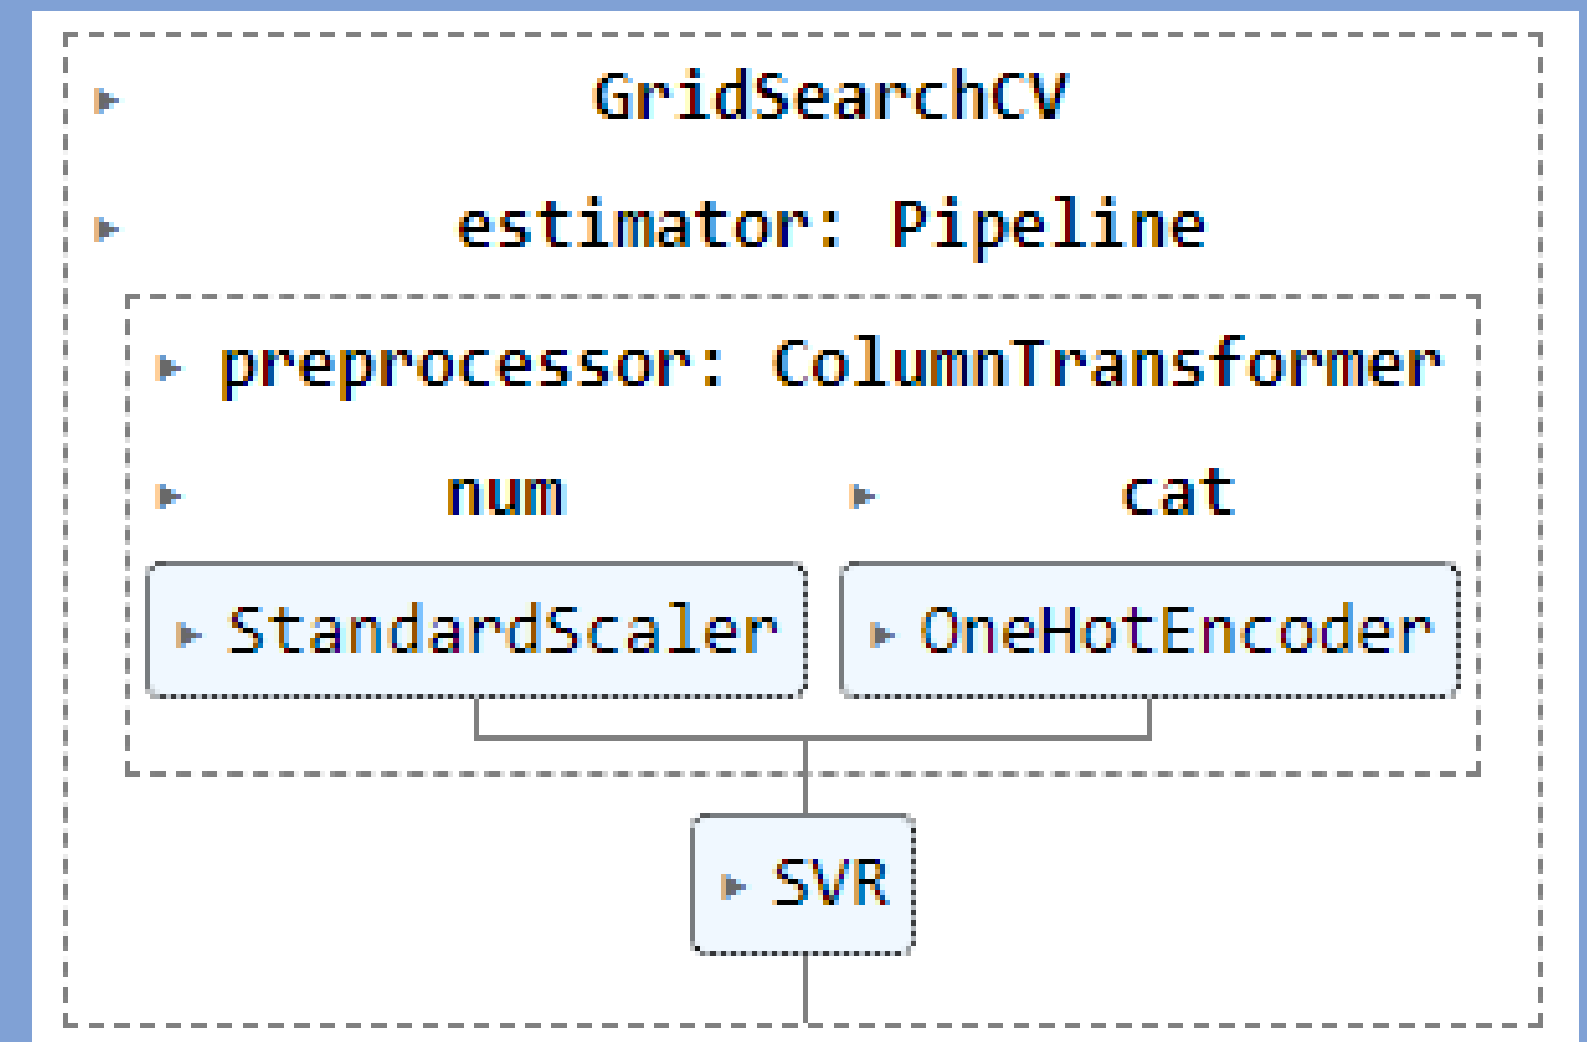 GridSearchCV
estimator: Pipeline
preprocessor: ColumnTransformer
num cat
StandardScaler OneHotEncoder
SVR